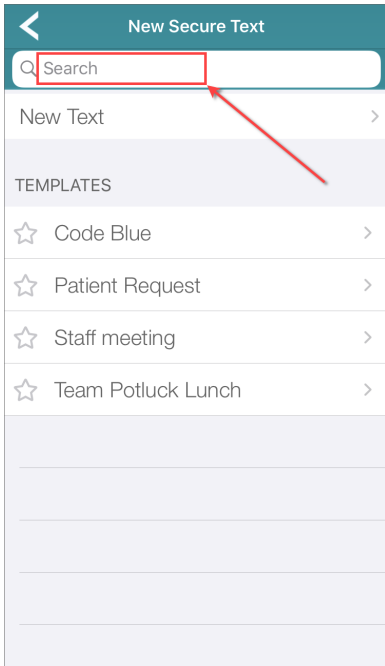 New Secure Text
Search
New Text
TEMPLATES
Code Blue
Patient Request
Staff meeting
Team Potluck Lunch